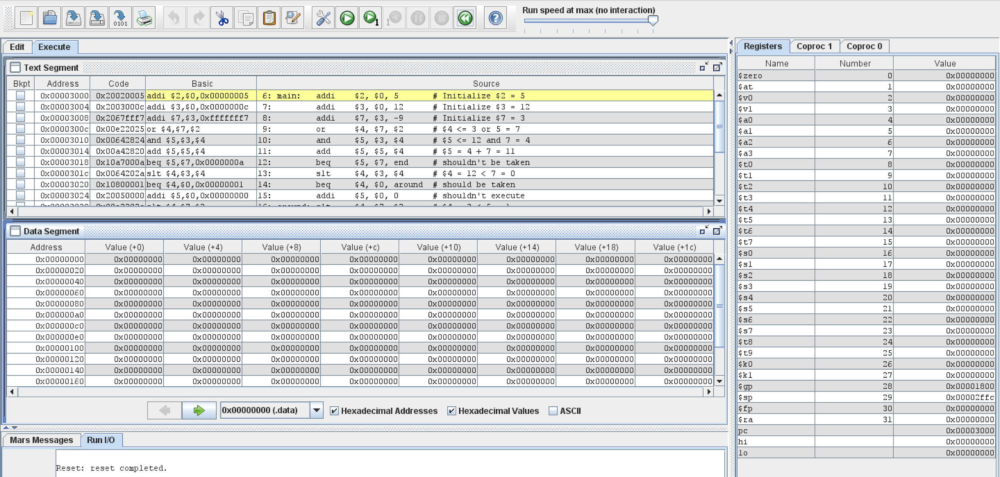 Run speed at max (no interaction)
0101
1
1
Edit Execute
Text Segment
Bkpt Address Code Basic Source
0x00003000 0x20020005 addi $2,$0,0x00000005 6: main: addi $2, $0, 5 # Initialize $2 = 5
0x00003004 0x2003000c addi $3,$0,0x0000000c 7: addi $3, $0, 12 # Initialize $3 = 12
0x00003008 0x2067fff7 addi $7,$3,0xfffffff7 8: addi $7, $3, -9 # Initialize $7 = 3
0x0000300c 0x00e22025 or $4,$7,$2 9: or $4, $7, $2 # $4 <= 3 or 5 = 7
0x00003010 0x00642824 and $5,$3,$4 10: and $5, $3, $4 # $5 <= 12 and 7 = 4
0x00003014 0x00a42820 add $5,$5,$4 11: add $5, $5, $4 # $5 = 4 + 7 = 11
0x00003018 0x10a7000a beq $5,$7,0x0000000a 12: beq $5, $7, end # shouldn't be taken
0x0000301c 0x0064202a slt $4,$3,$4 13: slt $4, $3, $4 # $4 = 12 < 7 = 0
0x00003020 0x10800001 beq $4,$0,0x00000001 14: beq $4, $0, around # should be taken
0x00003024 0x20050000 addi $5,$0,0x00000000 15: addi $5, $0, 0 # shouldn't execute
Data Segment
Address Value (+0) Value (+4) Value (+8) Value (+c) Value (+10) Value (+14) Value (+18) Value (+1c)
0x00000000 0x00000000 0x00000000 0x00000000 0x00000000 0x00000000 0x00000000 0x00000000 0x00000000
0x00000020 0x00000000 0x00000000 0x00000000 0x00000000 0x00000000 0x00000000 0x00000000 0x00000000
0x00000040 0x00000000 0x00000000 0x00000000 0x00000000 0x00000000 0x00000000 0x00000000 0x00000000
0x00000060 0x00000000 0x00000000 0x00000000 0x00000000 0x00000000 0x00000000 0x00000000 0x00000000
0x00000080 0x00000000 0x00000000 0x00000000 0x00000000 0x00000000 0x00000000 0x00000000 0x00000000
0x000000a0 0x00000000 0x00000000 0x00000000 0x00000000 0x00000000 0x00000000 0x00000000 0x00000000
0x000000c0 0x00000000 0x00000000 0x00000000 0x00000000 0x00000000 0x00000000 0x00000000 0x00000000
0x000000e0 0x00000000 0x00000000 0x00000000 0x00000000 0x00000000 0x00000000 0x00000000 0x00000000
0x00000100 0x00000000 0x00000000 0x00000000 0x00000000 0x00000000 0x00000000 0x00000000 0x00000000
0x00000120 0x00000000 0x00000000 0x00000000 0x00000000 0x00000000 0x00000000 0x00000000 0x00000000
0x00000140 0x00000000 0x00000000 0x00000000 0x00000000 0x00000000 0x00000000 0x00000000 0x00000000
0x00000160 0x00000000 0x00000000 0x00000000 0x00000000 0x00000000 0x00000000 0x00000000 0x00000000
0x00000000 (.data) Hexadecimal Addresses Hexadecimal Values ASCII
Mars Messages Run I/O
Reset: reset completed.
Registers Coproc 1 Coproc 0
Name Number Value
$zero 0 0x00000000
$at 1 0x00000000
$v0 2 0x00000000
$v1 3 0x00000000
$a0 4 0x00000000
$a1 5 0x00000000
$a2 6 0x00000000
$a3 7 0x00000000
$t0 8 0x00000000
$t1 9 0x00000000
$t2 10 0x00000000
$t3 11 0x00000000
$t4 12 0x00000000
$t5 13 0x00000000
$t6 14 0x00000000
$t7 15 0x00000000
$s0 16 0x00000000
$s1 17 0x00000000
$s2 18 0x00000000
$s3 19 0x00000000
$s4 20 0x00000000
$s5 21 0x00000000
$s6 22 0x00000000
$s7 23 0x00000000
$t8 24 0x00000000
$t9 25 0x00000000
$k0 26 0x00000000
$k1 27 0x00000000
$gp 28 0x00001800
$sp 29 0x00002ffc
$fp 30 0x00000000
$ra 31 0x00000000
pc 0x00003000
hi 0x00000000
lo 0x00000000